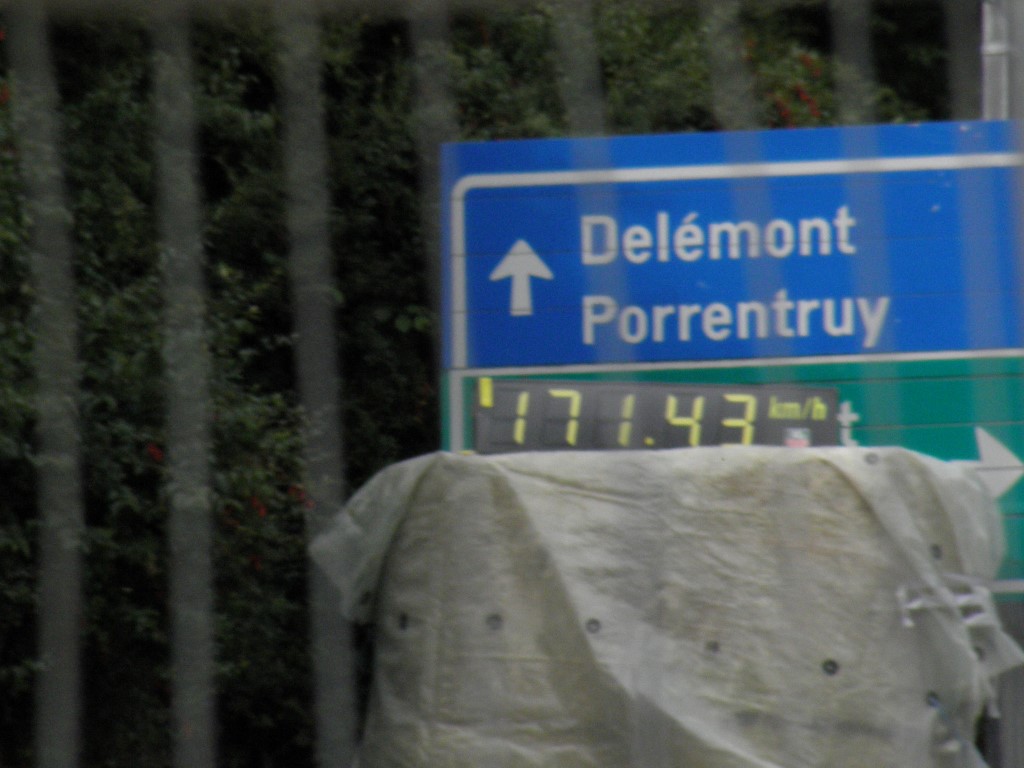 Delémont
Porrentruy
171.43 km/h